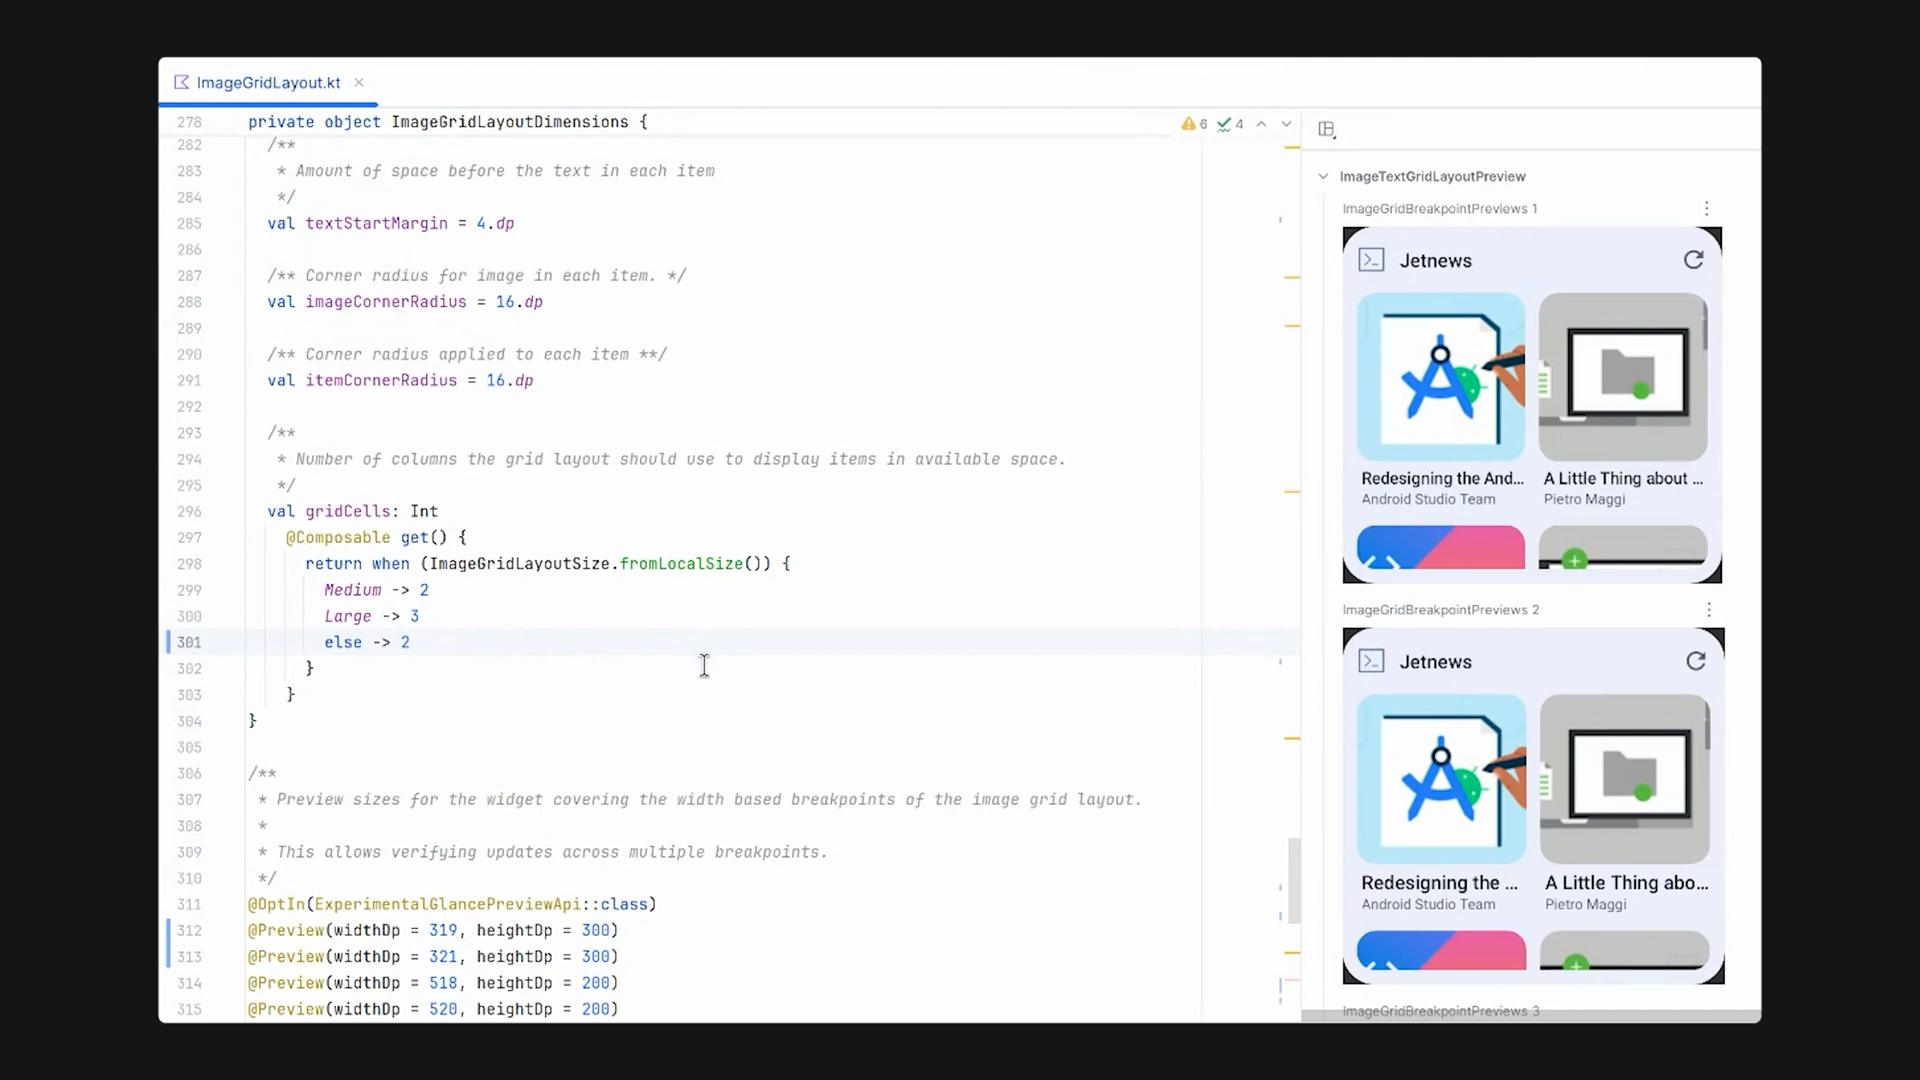 ImageGridLayout.kt
278 private object ImageGridLayoutDimensions {
6 4
282 /**
283 * Amount of space before the text in each item
284 */
285 val textStartMargin = 4.dp
286
287 /** Corner radius for image in each item. */
288 val imageCornerRadius = 16.dp
289
290 /** Corner radius applied to each item **/
291 val itemCornerRadius = 16.dp
292
293 /**
294 * Number of columns the grid layout should use to display items in available space.
295 */
296 val gridCells: Int
297 @Composable get() {
298 return when (ImageGridLayoutSize.fromLocalSize()) {
299 Medium -> 2
300 Large -> 3
301 else -> 2
302 }
303 }
304 }
305
306 /**
307 * Preview sizes for the widget covering the width based breakpoints of the image grid layout.
308 *
309 * This allows verifying updates across multiple breakpoints.
310 */
311 @OptIn(ExperimentalGlancePreviewApi::class)
312 @Preview(widthDp = 319, heightDp = 300)
313 @Preview(widthDp = 321, heightDp = 300)
314 @Preview(widthDp = 518, heightDp = 200)
315 @Preview(widthDp = 520, heightDp = 200)
ImageTextGridLayoutPreview
ImageGridBreakpointPreviews 1
Jetnews
Redesigning the And... A Little Thing about ...
Android Studio Team Pietro Maggi
ImageGridBreakpointPreviews 2
Jetnews
Redesigning the ... A Little Thing abo...
Android Studio Team Pietro Maggi
ImageGridBreakpointPreviews 3